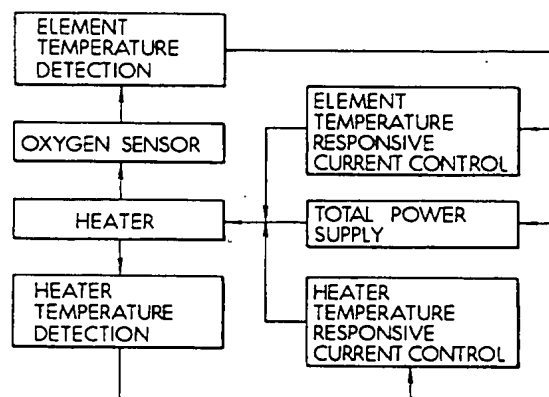 ELEMENT
TEMPERATURE
DETECTION
OXYGEN SENSOR
HEATER
HEATER
TEMPERATURE
DETECTION
ELEMENT
TEMPERATURE
RESPONSIVE
CURRENT CONTROL
TOTAL POWER
SUPPLY
HEATER
TEMPERATURE
RESPONSIVE
CURRENT CONTROL